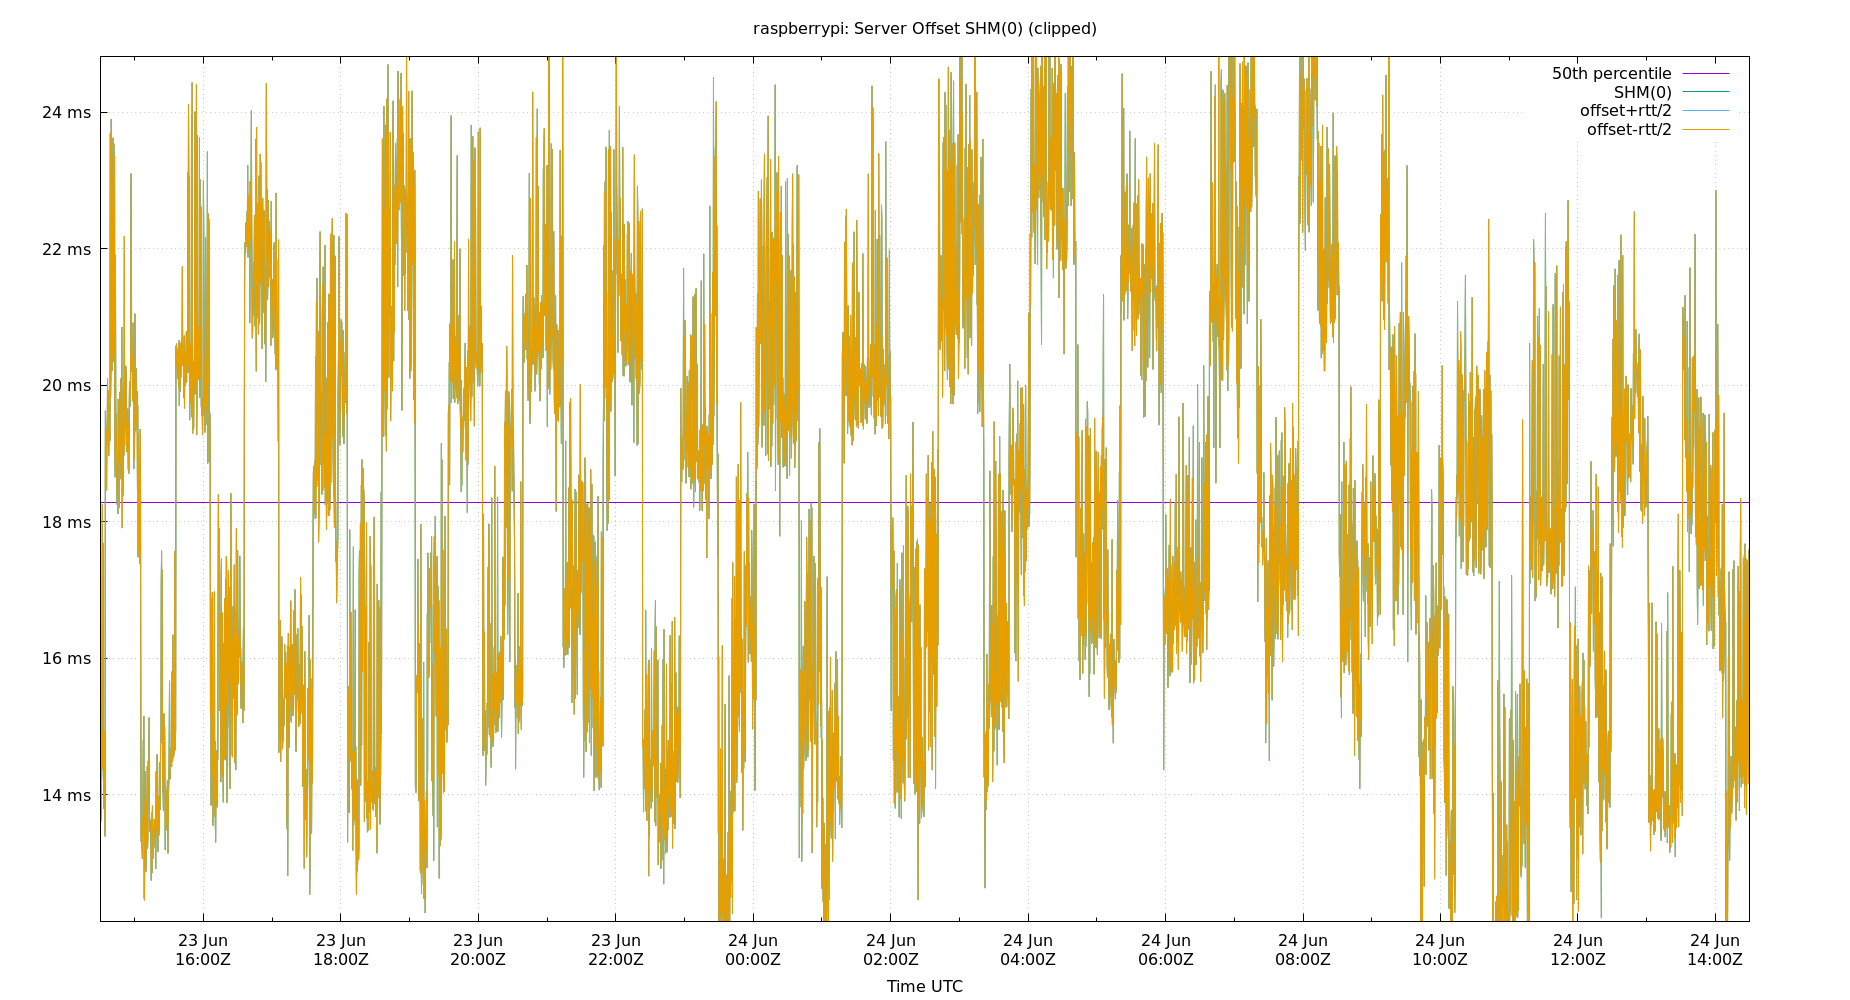 raspberrypi: Server Offset SHM(0) (clipped)
50th percentile
SHM(0)
offset+rtt/2
offset-rtt/2
24 ms
22 ms
20 ms
18 ms
16 ms
14 ms
23 Jun 23 Jun 23 Jun 23 Jun 24 Jun 24 Jun 24 Jun 24 Jun 24 Jun 24 Jun 24 Jun 24 Jun
16:00Z 18:00Z 20:00Z 22:00Z 00:00Z 02:00Z 04:00Z 06:00Z 08:00Z 10:00Z 12:00Z 14:00Z
Time UTC